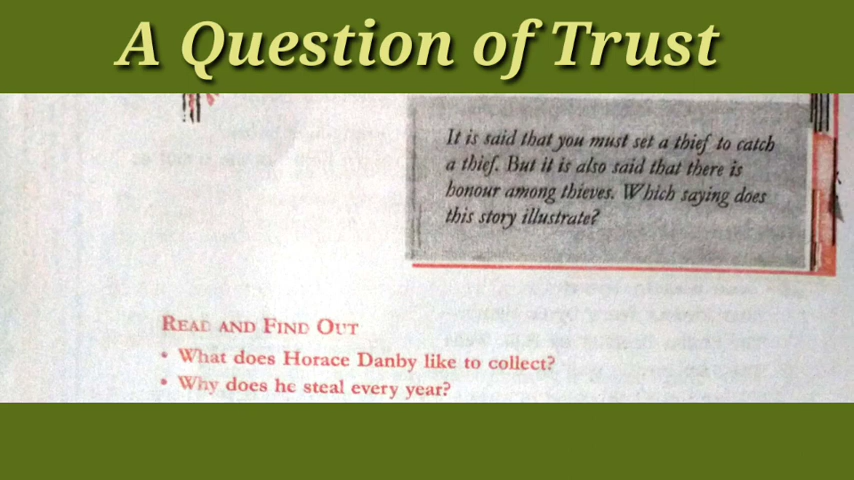 A Question of Trust
It is said that you must set a thief to catch
a thief. But it is also said that there is
honour among thieves. Which saying does
this story illustrate?
READ AND FIND OUT
• What does Horace Danby like to collect?
• Why does he steal every year?